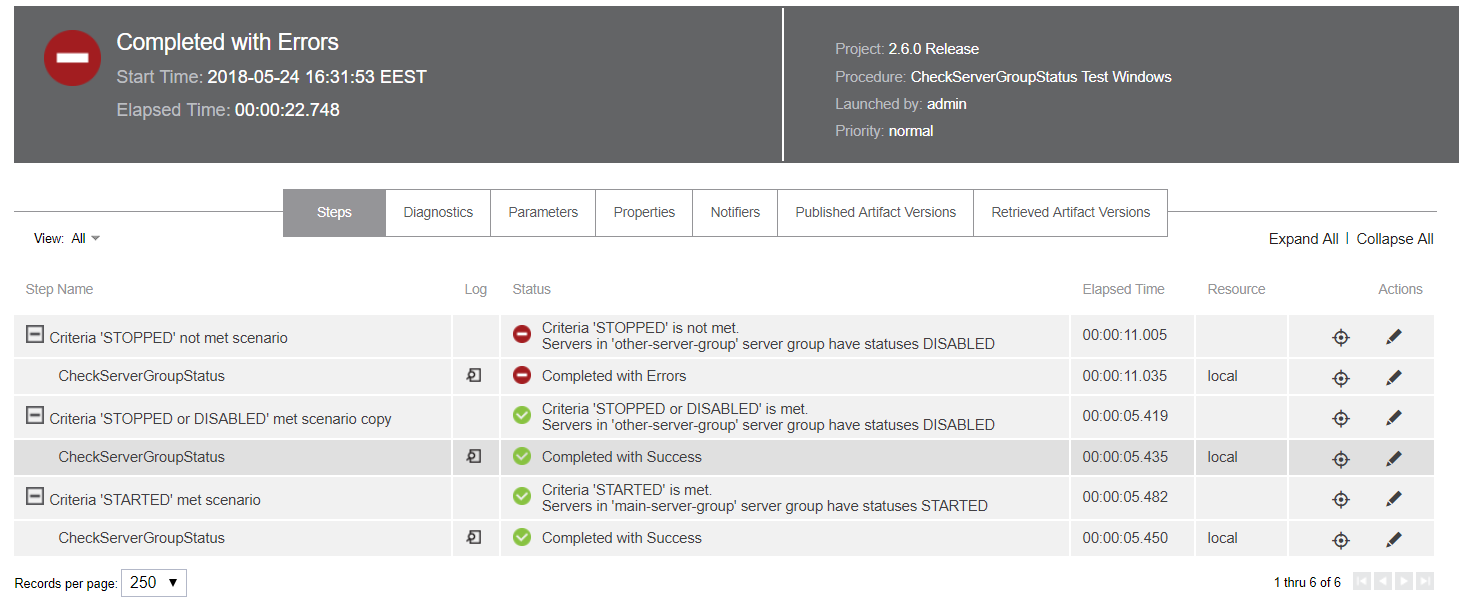 Completed with Errors
Start Time: 2018-05-24 16:31:53 EEST
Elapsed Time: 00:00:22.748
Project: 2.6.0 Release
Procedure: CheckServerGroupStatus Test Windows
Launched by: admin
Priority: normal
Steps Diagnostics Parameters Properties Notifiers Published Artifact Versions Retrieved Artifact Versions
View: All
Expand All | Collapse All
Step Name Log Status Elapsed Time Resource Actions
Criteria 'STOPPED' not met scenario
Criteria 'STOPPED' is not met.
Servers in 'other-server-group' server group have statuses DISABLED
00:00:11.005
CheckServerGroupStatus Completed with Errors 00:00:11.035 local
Criteria 'STOPPED or DISABLED' met scenario copy
Criteria 'STOPPED or DISABLED' is met.
Servers in 'other-server-group' server group have statuses DISABLED
00:00:05.419
CheckServerGroupStatus Completed with Success 00:00:05.435 local
Criteria 'STARTED' met scenario
Criteria 'STARTED' is met.
Servers in 'main-server-group' server group have statuses STARTED
00:00:05.482
CheckServerGroupStatus Completed with Success 00:00:05.450 local
Records per page: 250
1 thru 6 of 6